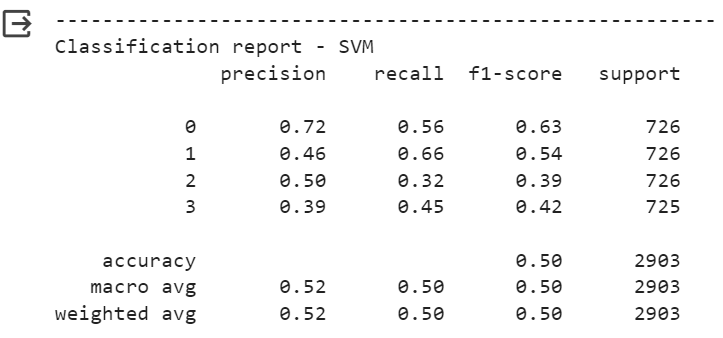 --------------------------------------------------------
Classification report - SVM
precision recall f1-score support
0 0.72 0.56 0.63 726
1 0.46 0.66 0.54 726
2 0.50 0.32 0.39 726
3 0.39 0.45 0.42 725
accuracy 0.50 2903
macro avg 0.52 0.50 0.50 2903
weighted avg 0.52 0.50 0.50 2903